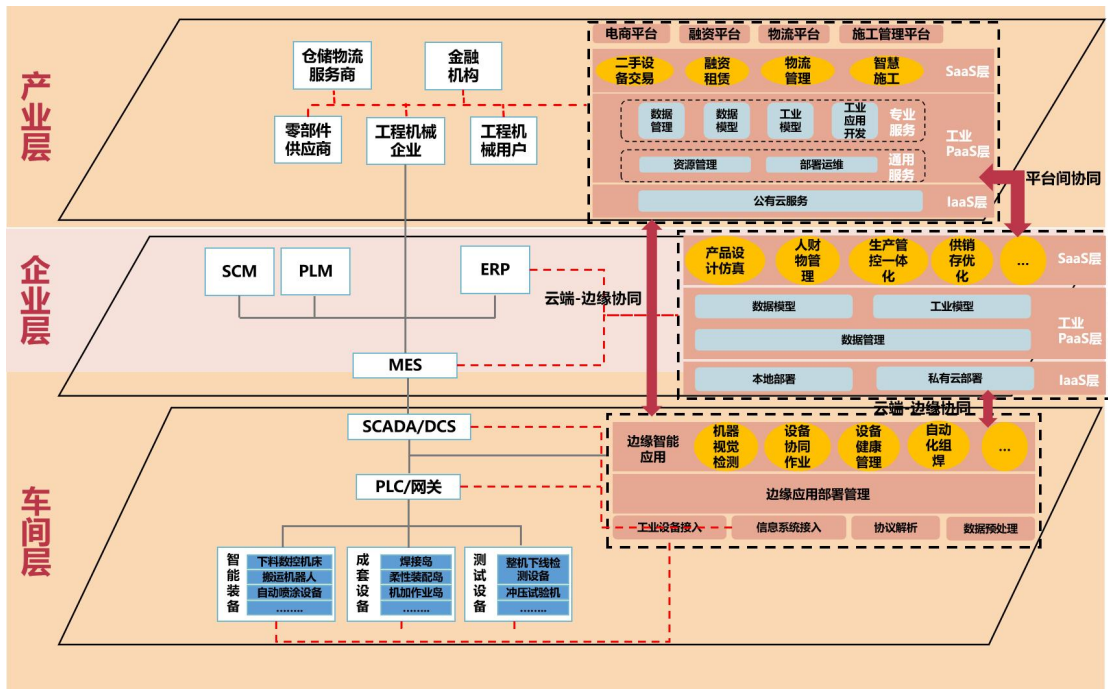 产业层
仓储物流
服务商
金融
机构
零部件
供应商
工程机械
企业
工程机
械用户
电商平台
融资平台
物流平台
施工管理平台
二手设
备交易
融资
租赁
物流
管理
智慧
施工
SaaS层
数据
管理
数据
模型
工业
模型
工业
应用
开发
专业
服务
资源管理
部署运维
通用
服务
工业
PaaS层
公有云服务
IaaS层
平台间协同
企业层
SCM
PLM
ERP
MES
云端-边缘协同
产品设
计仿真
人财
物管
理
生产管
控一体
化
供销
存优
化
...
SaaS层
数据模型
工业模型
数据管理
工业
PaaS层
本地部署
私有云部署
IaaS层
云端-边缘协同
车间层
SCADA/DCS
PLC/网关
智能装备
下料数控机床
搬运机器人
自动喷涂设备
........
成套设备
焊接岛
柔性装配岛
机加作业岛
........
测试设备
整机下线检
测设备
冲压试验机
........
边缘智能
应用
机器
视觉
检测
设备
协同
作业
设备
健康
管理
自动
化组
焊
...
边缘应用部署管理
工业设备接入
信息系统接入
协议解析
数据预处理